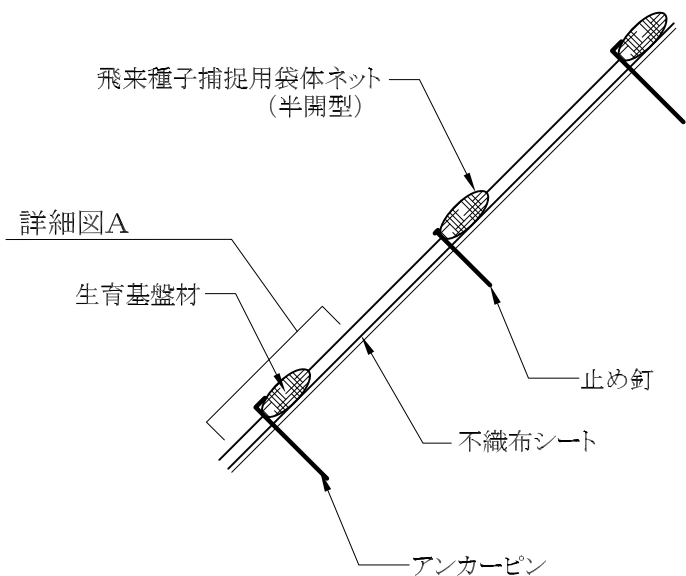 飛来種子捕捉用袋体ネット
（半開型）
詳細図A
生育基盤材
止め釘
不織布シート
アンカーピン